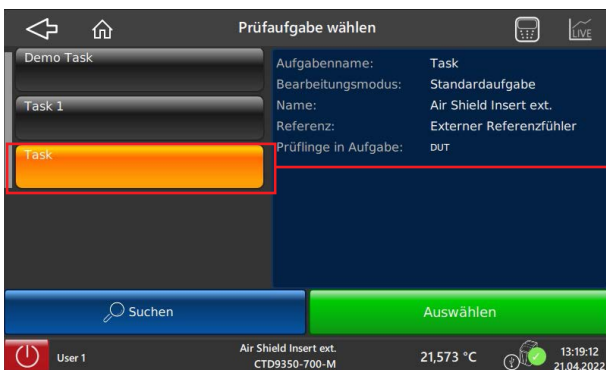 Prüfaufgabe wählen
LIVE
Demo Task
Task 1
Task
Aufgabenname: Task
Bearbeitungsmodus: Standardaufgabe
Name: Air Shield Insert ext.
Referenz: Externer Referenzfühler
Prüflinge in Aufgabe: DUT
Suchen
Auswählen
User 1
Air Shield Insert ext.
CTD9350-700-M
21,573 °C
13:19:12
21.04.2022